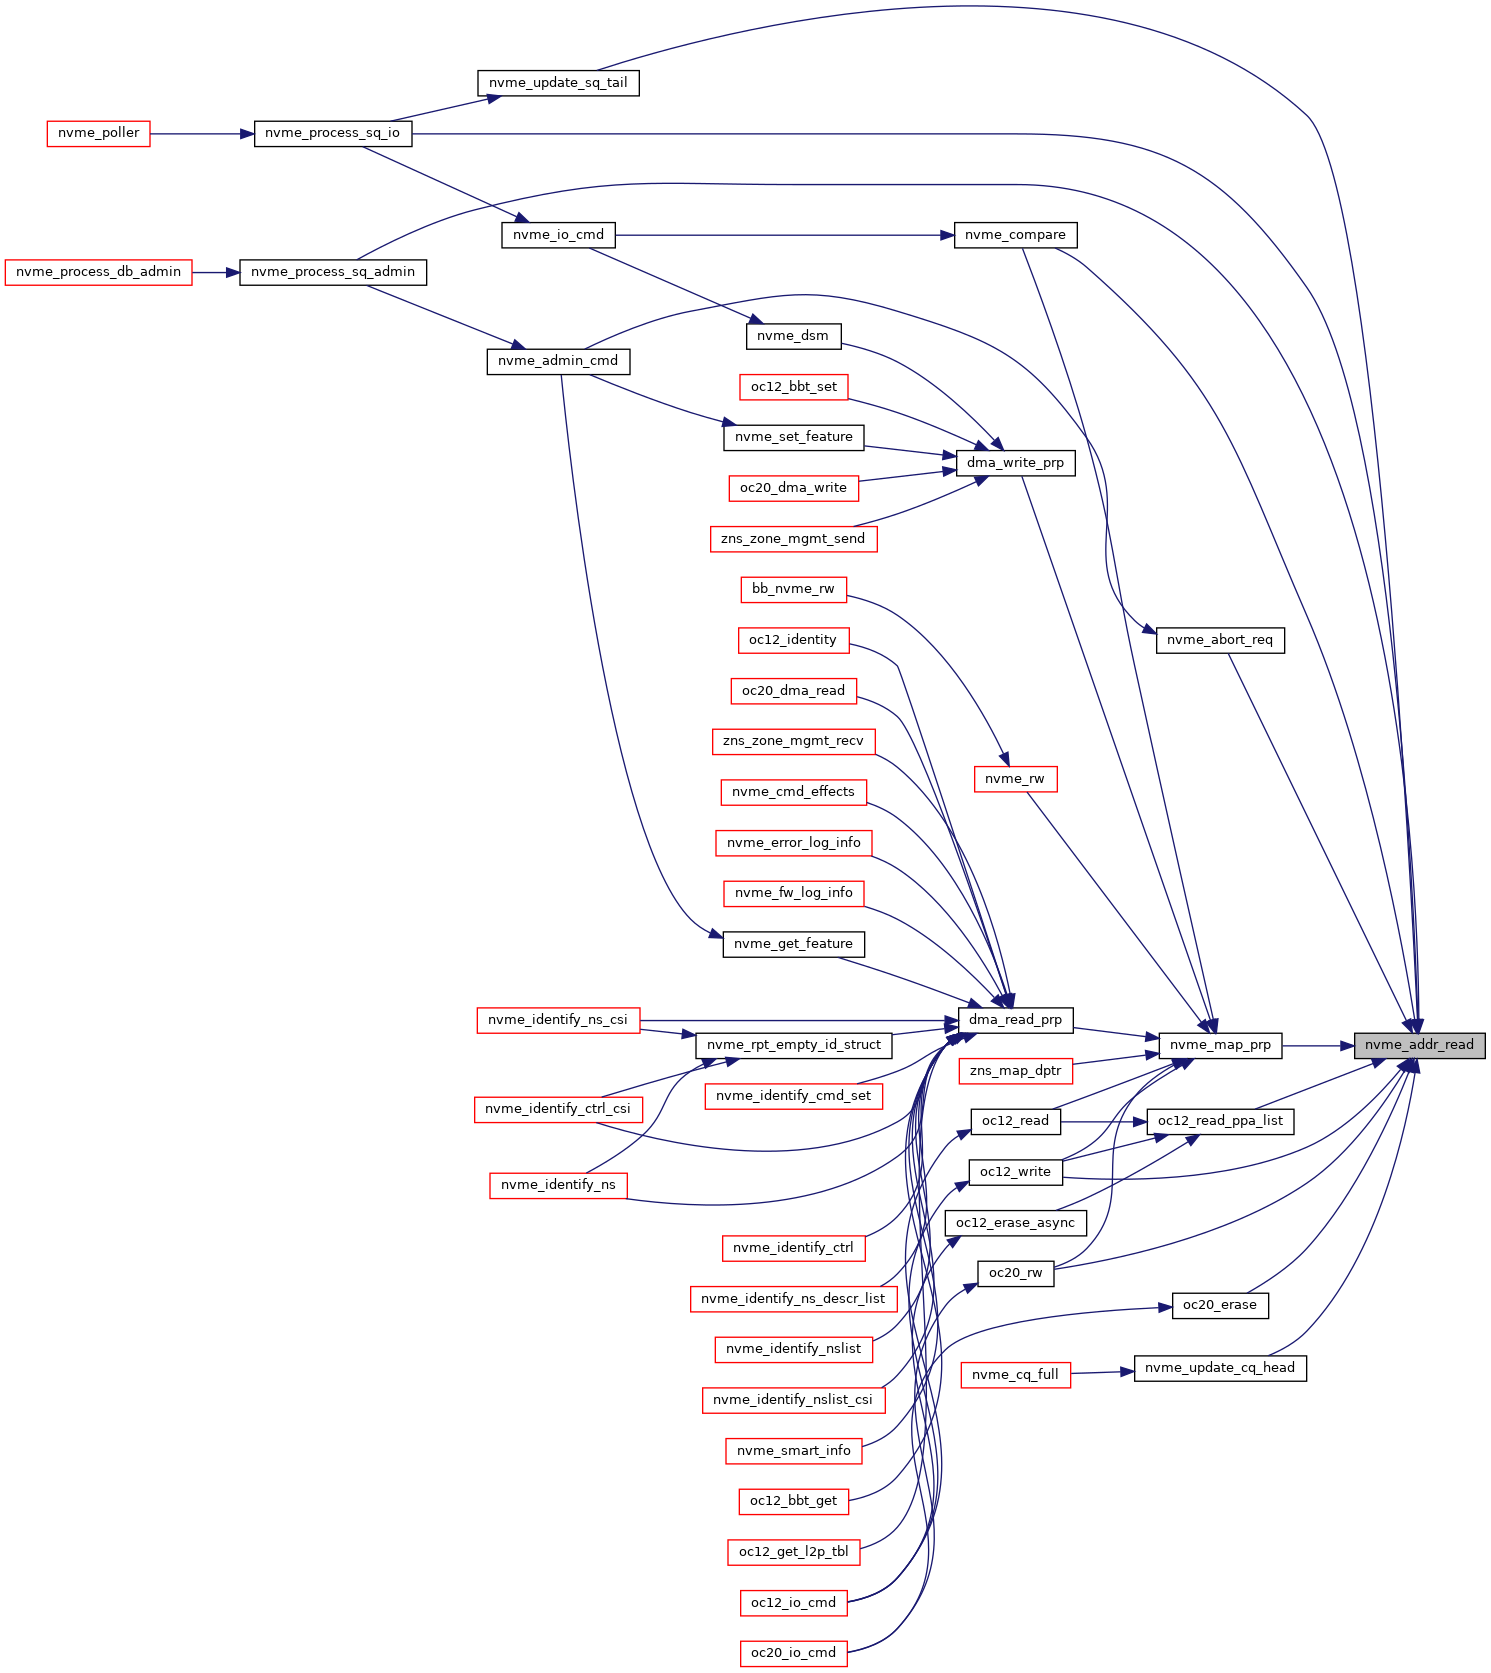 nvme_update_sq_tail
nvme_poller
nvme_process_sq_io
nvme_io_cmd
nvme_compare
nvme_process_db_admin
nvme_process_sq_admin
nvme_dsm
nvme_admin_cmd
oc12_bbt_set
nvme_set_feature
dma_write_prp
oc20_dma_write
zns_zone_mgmt_send
bb_nvme_rw
oc12_identity
nvme_abort_req
oc20_dma_read
zns_zone_mgmt_recv
nvme_rw
nvme_cmd_effects
nvme_error_log_info
nvme_fw_log_info
nvme_get_feature
nvme_identify_ns_csi
dma_read_prp
nvme_rpt_empty_id_struct
nvme_map_prp
nvme_addr_read
zns_map_dptr
nvme_identify_cmd_set
nvme_identify_ctrl_csi
oc12_read
oc12_read_ppa_list
oc12_write
nvme_identify_ns
oc12_erase_async
nvme_identify_ctrl
oc20_rw
nvme_identify_ns_descr_list
oc20_erase
nvme_identify_nslist
nvme_cq_full
nvme_update_cq_head
nvme_identify_nslist_csi
nvme_smart_info
oc12_bbt_get
oc12_get_l2p_tbl
oc12_io_cmd
oc20_io_cmd